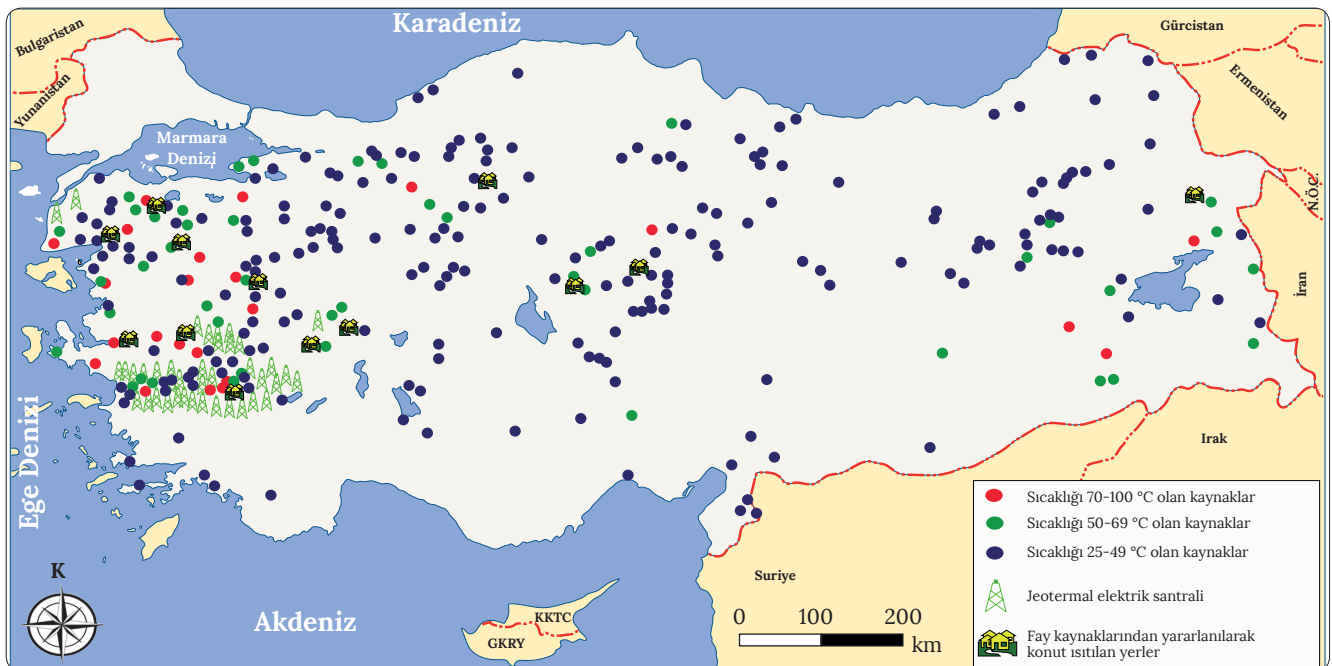 Karadeniz
Bulgaristan
Yunanistan
Marmara
Denizi
Gürcistan
Ermenistan
N.Ö.C.
İran
Irak
Suriye
Ege Denizi
Akdeniz
K
KKTC
GKRY
0 100 200
km
Sıcaklığı 70-100 °C olan kaynaklar
Sıcaklığı 50-69 °C olan kaynaklar
Sıcaklığı 25-49 °C olan kaynaklar
Jeotermal elektrik santrali
Fay kaynaklarından yararlanılarak
konut ısıtılan yerler